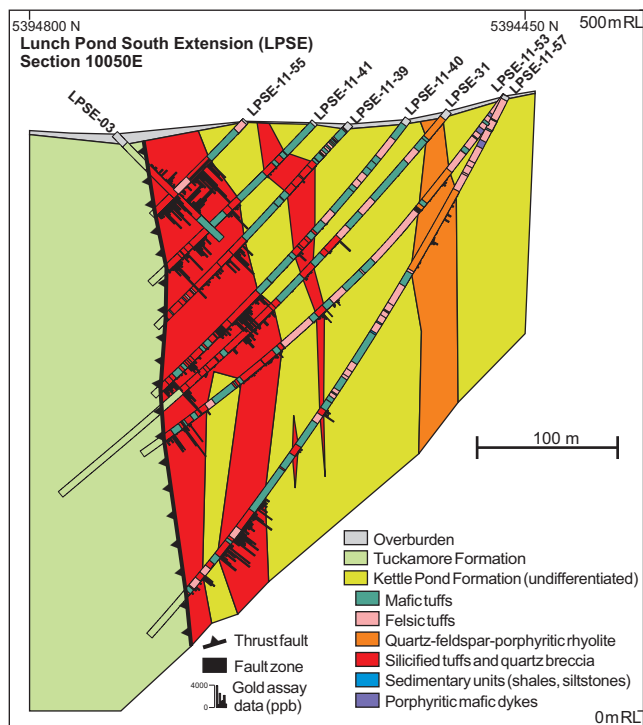 5394800 N
5394450 N
500mRL
Lunch Pond South Extension (LPSE)
Section 10050E
LPSE-03
LPSE-11-55
LPSE-11-41
LPSE-11-39
LPSE-11-40
LPSE-31
LPSE-11-53
LPSE-11-57
100 m
Overburden
Tuckamore Formation
Kettle Pond Formation (undifferentiated)
Mafic tuffs
Felsic tuffs
Quartz-feldspar-porphyritic rhyolite
Silicified tuffs and quartz breccia
Sedimentary units (shales, siltstones)
Porphyritic mafic dykes
Thrust fault
Fault zone
4000
0
Gold assay
data (ppb)
0mRL